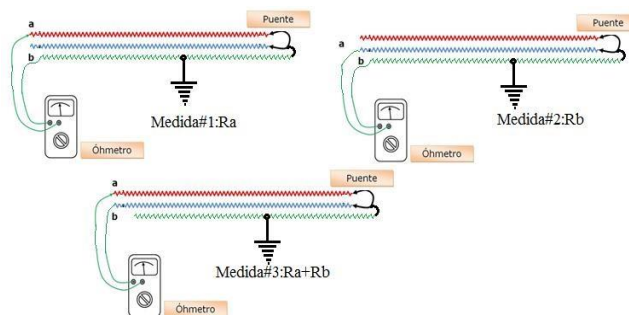 Puente
a
b
Medida#1:Ra
Óhmetro
Puente
a
b
Medida#2:Rb
Óhmetro
Puente
a
b
Medida#3:Ra+Rb
Óhmetro